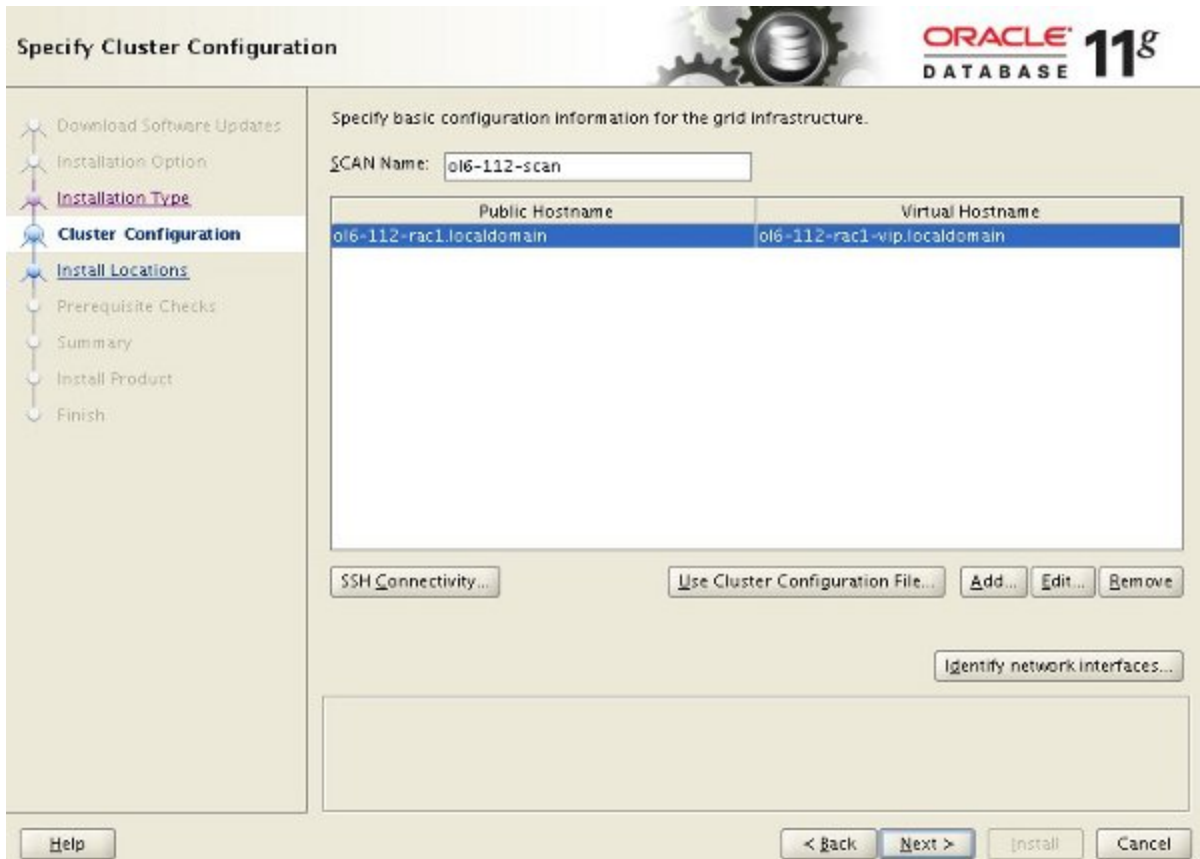 Specify Cluster Configuration
ORACLE
DATABASE
11g
Download Software Updates
Installation Option
Installation Type
Cluster Configuration
Install Locations
Prerequisite Checks
Summary
Install Product
Finish
Specify basic configuration information for the grid infrastructure.
SCAN Name: ol6-112-scan
Public Hostname Virtual Hostname
ol6-112-rac1.localdomain ol6-112-rac1-vip.localdomain
SSH Connectivity... Use Cluster Configuration File... Add... Edit... Remove
Identify network interfaces...
Help < Back Next > Install Cancel